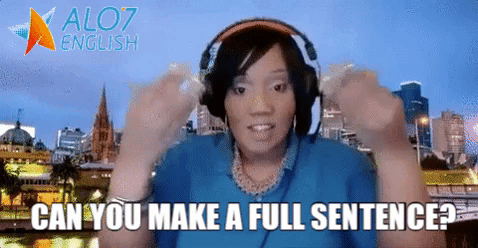 ALO7
ENGLISH
CAN YOU MAKE A FULL SENTENCE?